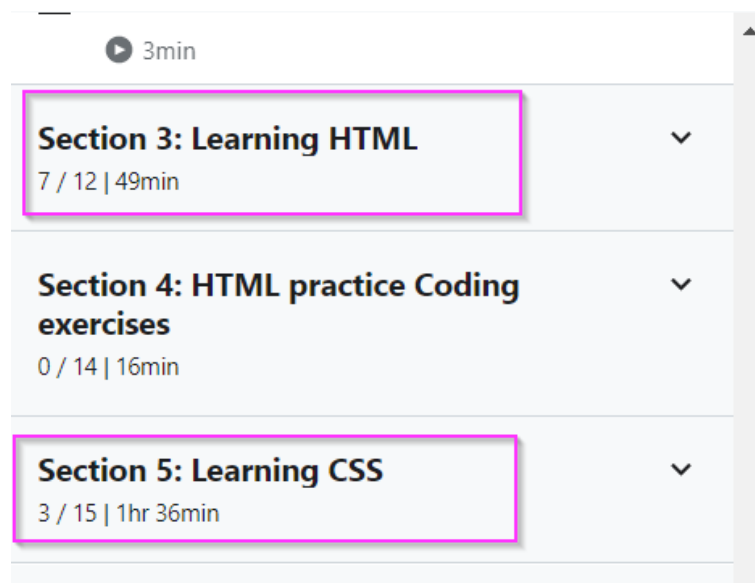 3min
Section 3: Learning HTML
7 / 12 | 49min
Section 4: HTML practice Coding
exercises
0 / 14 | 16min
Section 5: Learning CSS
3 / 15 | 1hr 36min